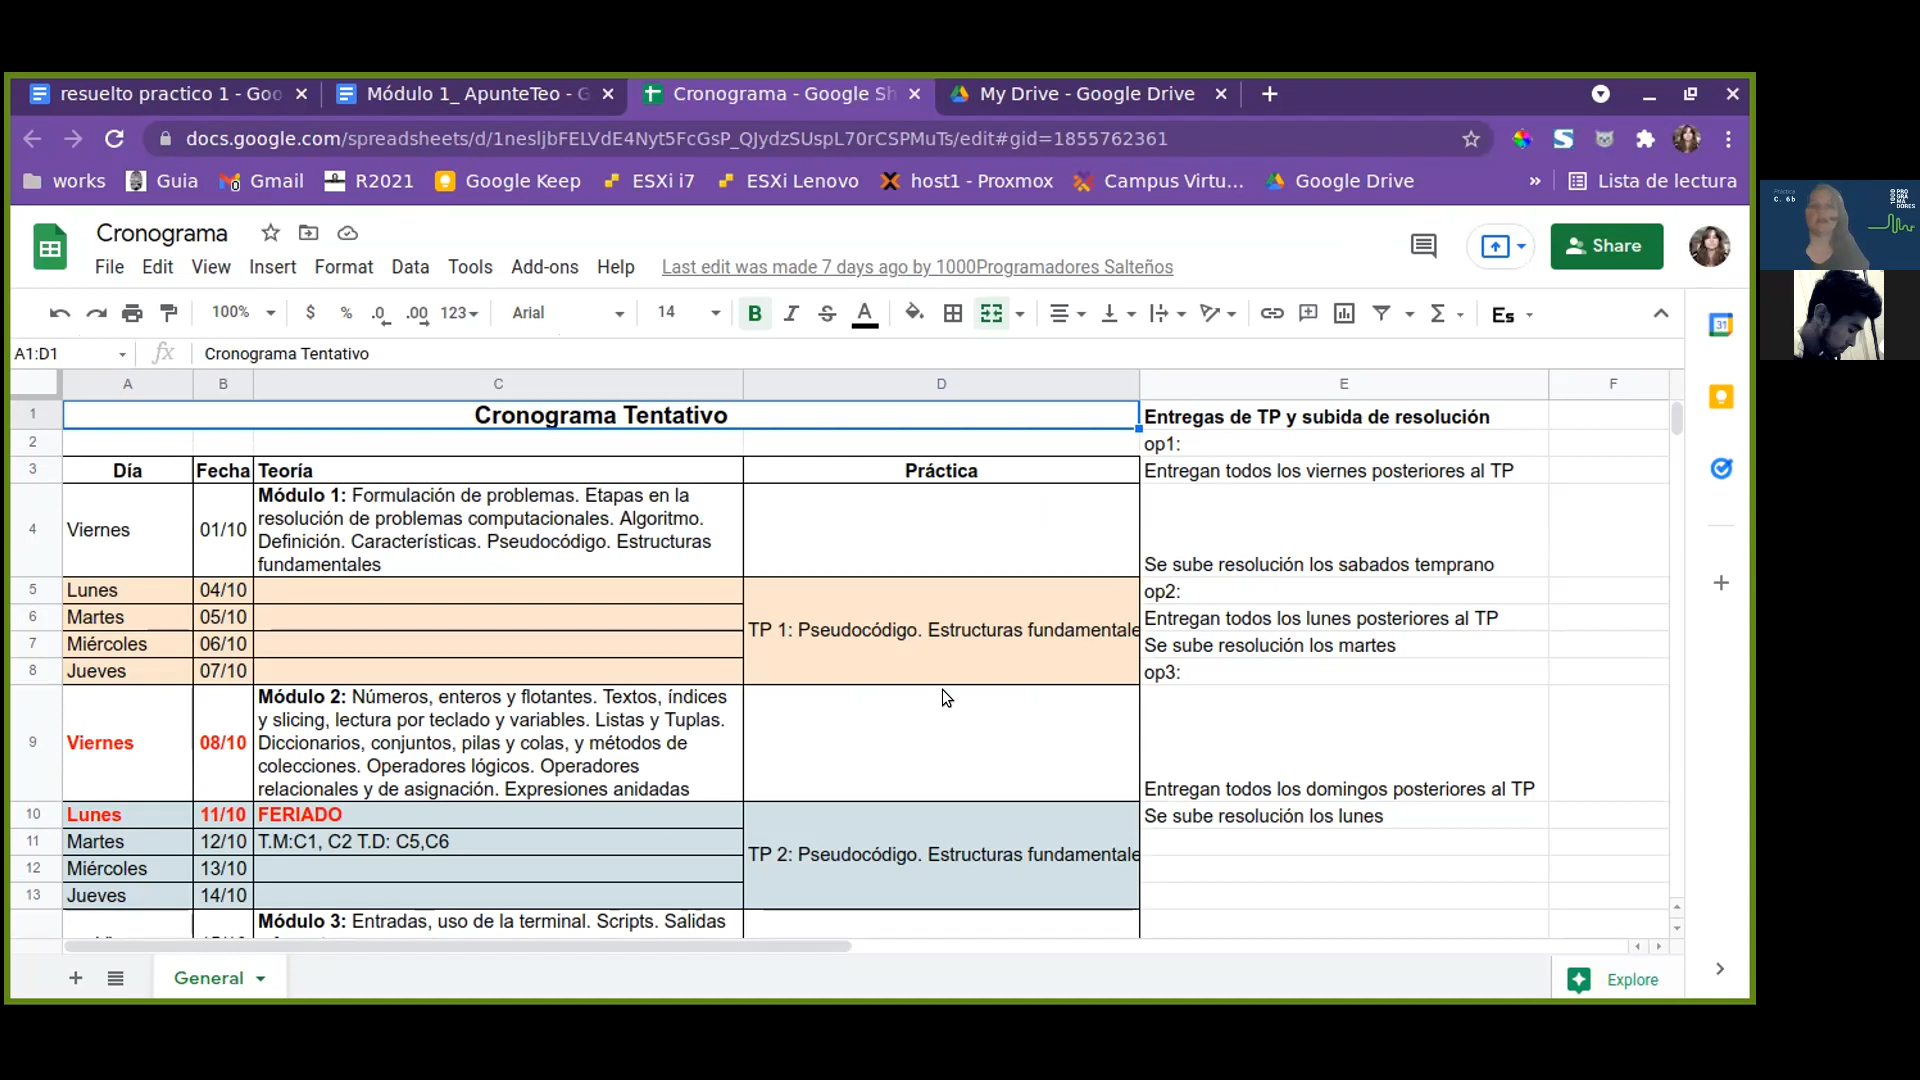 resuelto practico 1 - Goo
Módulo 1_ ApunteTeo - G
Cronograma - Google Sh
My Drive - Google Drive
docs.google.com/spreadsheets/d/1nesljbFELVdE4Nyt5FcGsP_QJydzSUspL70rCSPMuTs/edit#gid=1855762361
works Guia Gmail R2021 Google Keep ESXi i7 ESXi Lenovo host1 - Proxmox Campus Virtu... Google Drive » Lista de lectura
Cronograma
Share
File Edit View Insert Format Data Tools Add-ons Help Last edit was made 7 days ago by 1000Programadores Salteños
100% $ % .0 .00 123 Arial 14 B I S A Σ Es
A1:D1 fx Cronograma Tentativo
A B C D E F
1 Cronograma Tentativo Entregas de TP y subida de resolución
2 op1:
3 Día Fecha Teoría Práctica Entregan todos los viernes posteriores al TP
4 Viernes 01/10 Módulo 1: Formulación de problemas. Etapas en la
resolución de problemas computacionales. Algoritmo.
Definición. Características. Pseudocódigo. Estructuras
fundamentales
Se sube resolución los sabados temprano
5 Lunes 04/10 op2:
6 Martes 05/10 Entregan todos los lunes posteriores al TP
TP 1: Pseudocódigo. Estructuras fundamentale
7 Miércoles 06/10 Se sube resolución los martes
8 Jueves 07/10 op3:
9 Viernes 08/10 Módulo 2: Números, enteros y flotantes. Textos, índices
y slicing, lectura por teclado y variables. Listas y Tuplas.
Diccionarios, conjuntos, pilas y colas, y métodos de
colecciones. Operadores lógicos. Operadores
relacionales y de asignación. Expresiones anidadas
Entregan todos los domingos posteriores al TP
10 Lunes 11/10 FERIADO Se sube resolución los lunes
11 Martes 12/10 T.M:C1, C2 T.D: C5,C6
TP 2: Pseudocódigo. Estructuras fundamentale
12 Miércoles 13/10
13 Jueves 14/10
Módulo 3: Entradas, uso de la terminal. Scripts. Salidas
General
Explore
31
Práctica
C. 6b
1000
PRO
GRA
MA
DORES